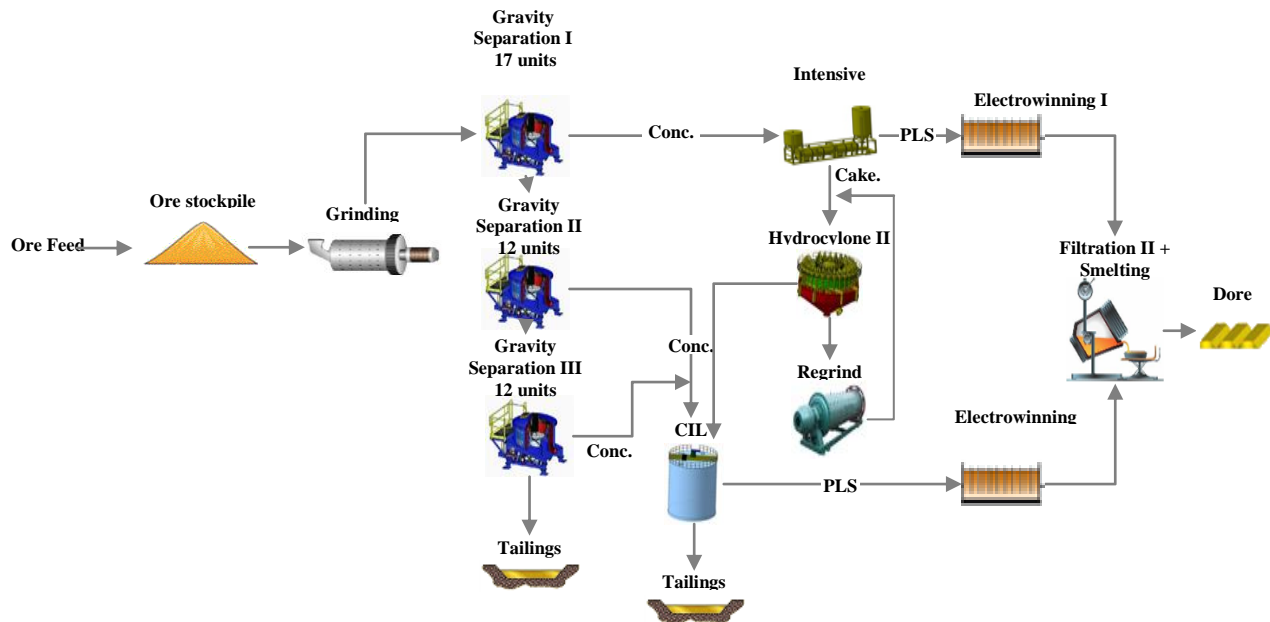 Gravity
Separation I
17 units
Intensive
Electrowinning I
Conc.
PLS
Cake.
Ore stockpile
Grinding
Gravity
Separation II
12 units
Ore Feed
Hydrocvlone II
Filtration II +
Smelting
Dore
Conc.
Gravity
Separation III
12 units
Regrind
CIL
Electrowinning
Conc.
PLS
Tailings
Tailings